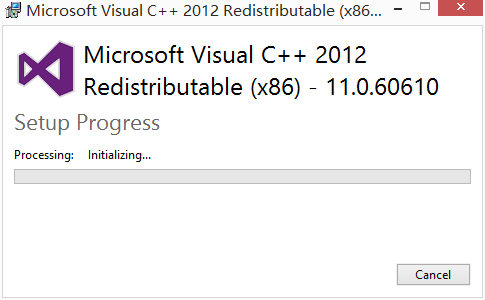 Microsoft Visual C++ 2012 Redistributable (x86...
Microsoft Visual C++ 2012
Redistributable (x86) - 11.0.60610
Setup Progress
Processing: Initializing...
Cancel